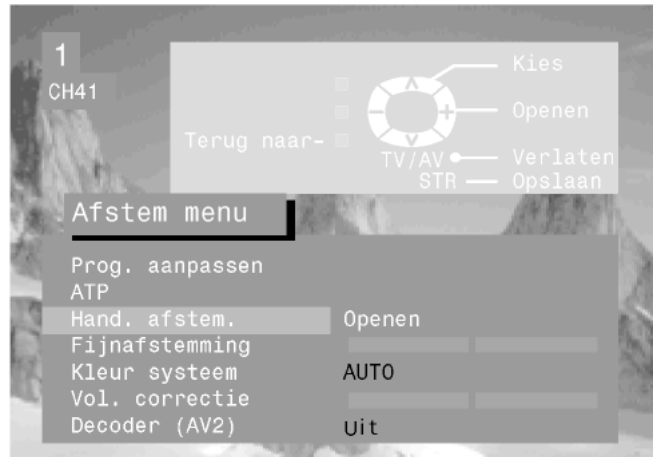 1
CH41
Kies
Openen
Terug naar-
TV/AV Verlaten
STR Opslaan
Afstem menu
Prog. aanpassen
ATP
Hand. afstem. Openen
Fijnafstemming
Kleur systeem AUTO
Vol. correctie
Decoder (AV2) Uit